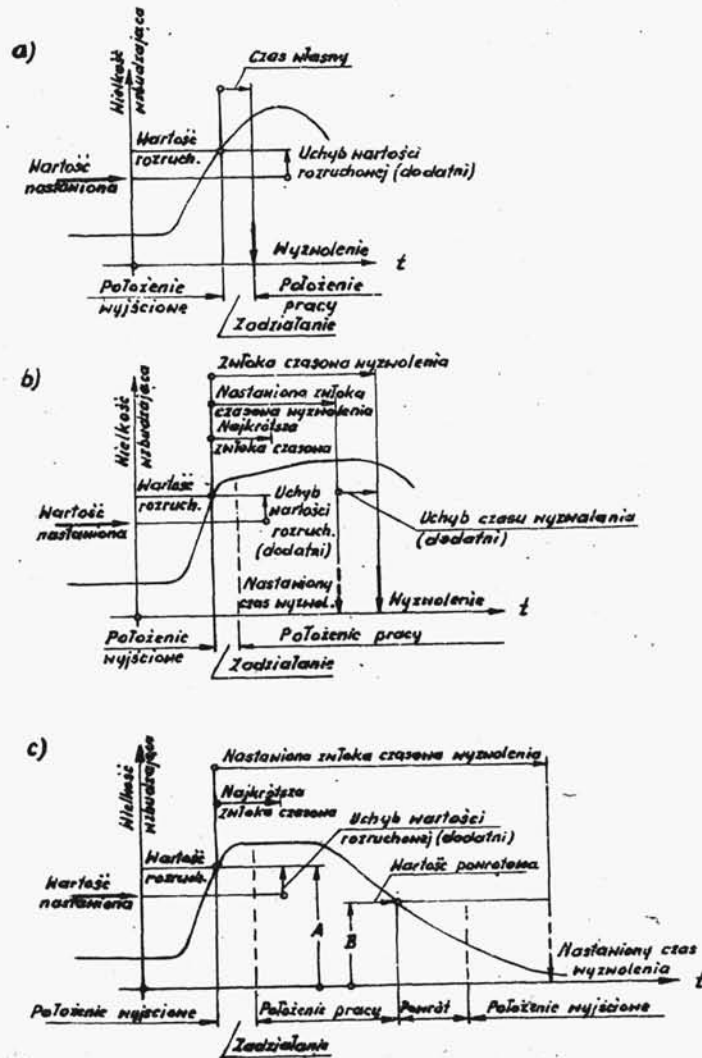 a)
Wielkość
wzbudzająca
Czas własny
Wartość
rozruch.
Wartość
nastawiona
Uchyb wartości
rozruchowej (dodatni)
Wyzwolenie
t
Położenie
wyjściowe
Położenie
pracy
Zadziałanie
b)
Wielkość
wzbudzająca
Zwłoka czasowa wyzwolenia
Nastawiona zwłoka
czasowa wyzwolenia
Najkrótsza
zwłoka czasowa
Wartość
rozruch.
Wartość
nastawiona
Uchyb
wartości
rozruch.
(dodatni)
Uchyb czasu wyzwalania
(dodatni)
Nastawiony
czas wyzwol.
Wyzwolenie
t
Położenie
wyjściowe
Położenie pracy
Zadziałanie
c)
Wielkość
wzbudzająca
Nastawiona zwłoka czasowa wyzwolenia
Najkrótsza
zwłoka czasowa
Uchyb wartości
rozruchowej (dodatni)
Wartość
rozruch.
Wartość powrotowa
Wartość
nastawiona
A
B
Nastawiony czas
wyzwolenia
t
Położenie wyjściowe
Położenie pracy
Powrót
Położenie wyjściowe
Zadziałanie